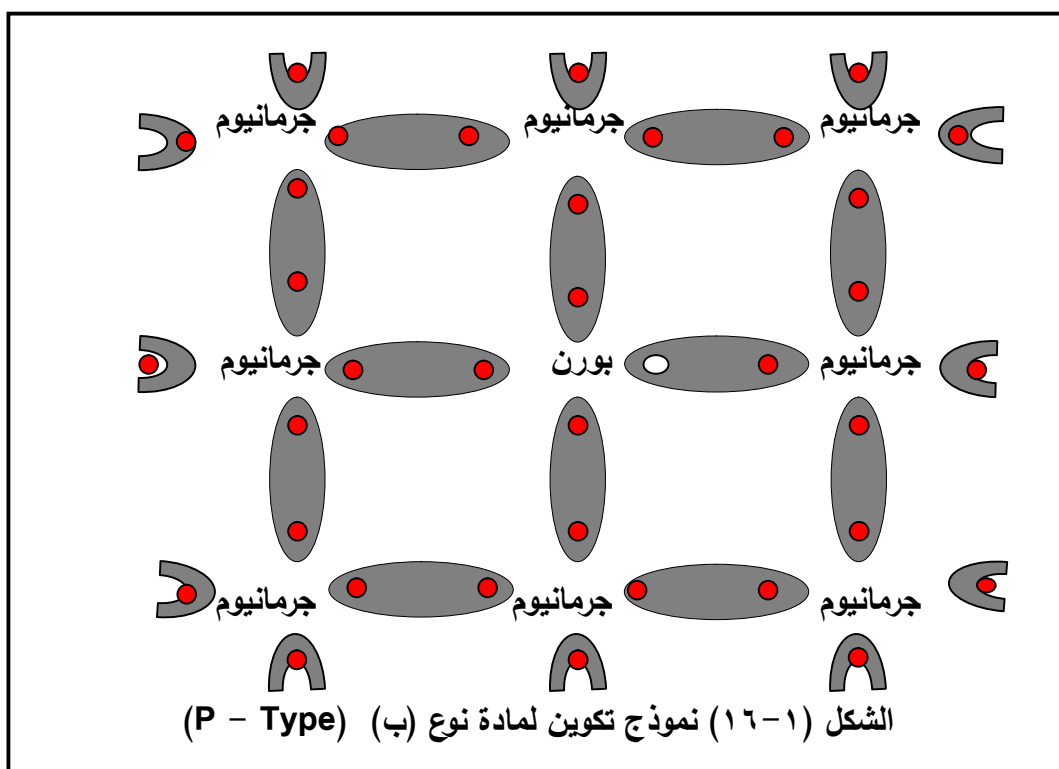 جرمانيوم جرمانيوم جرمانيوم
جرمانيوم بورن جرمانيوم
جرمانيوم جرمانيوم جرمانيوم
الشكل (١-١٦) نموذج تكوين لمادة نوع (ب) (P - Type)